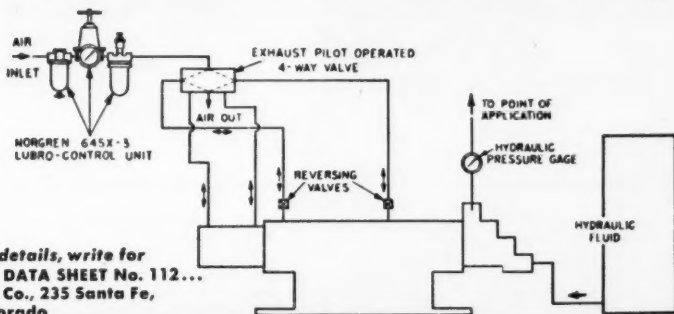 AIR
INLET
NORGREN 645X-3
LUBRO-CONTROL UNIT
EXHAUST PILOT OPERATED
4-WAY VALVE
AIR OUT
REVERSING
VALVES
TO POINT OF
APPLICATION
HYDRAULIC
PRESSURE GAGE
HYDRAULIC
FLUID
details, write for
DATA SHEET No. 112...
Co., 235 Santa Fe,
orado